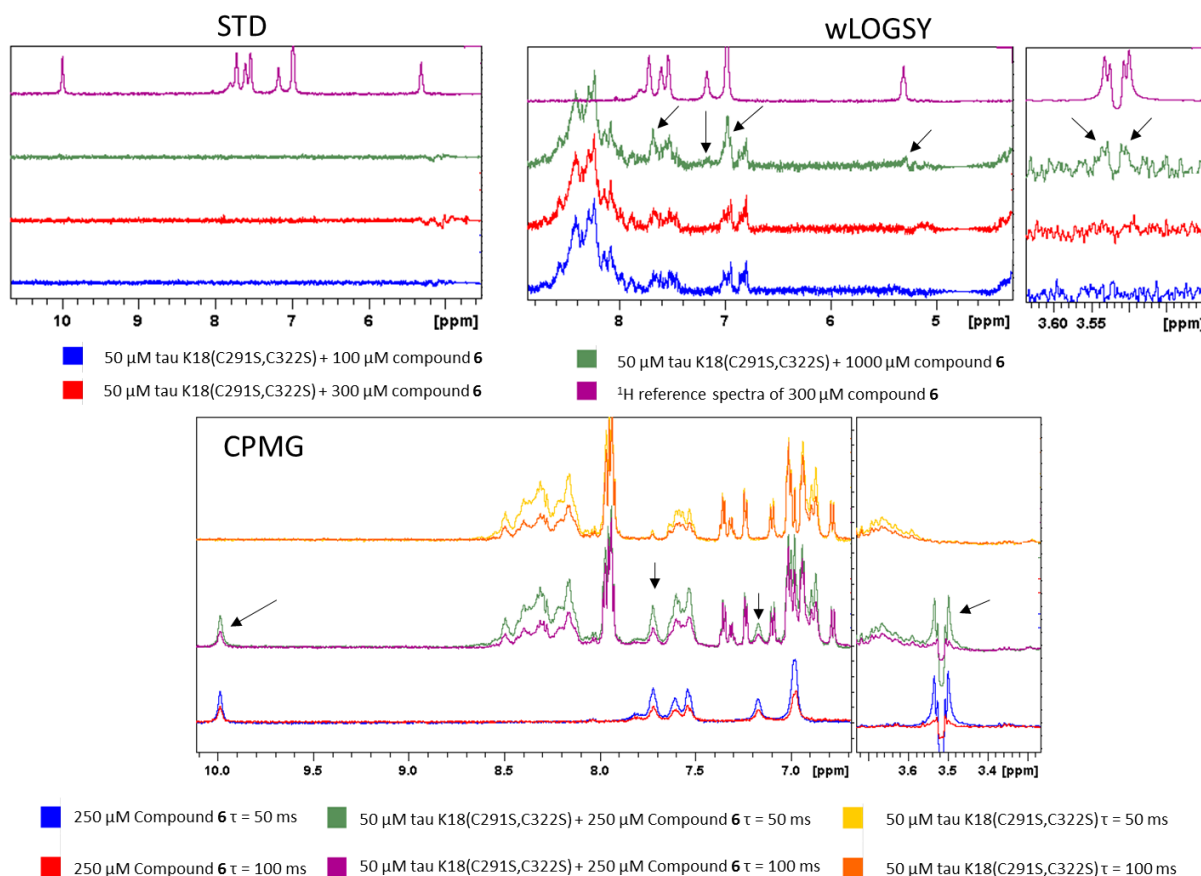 STD
wLOGSY
10 9 8 7 6 [ppm]
8 7 6 5 [ppm]
3.60 3.55 [ppm]
50 µM tau K18(C291S,C322S) + 100 µM compound 6
50 µM tau K18(C291S,C322S) + 1000 µM compound 6
50 µM tau K18(C291S,C322S) + 300 µM compound 6
¹H reference spectra of 300 µM compound 6
CPMG
10.0 9.5 9.0 8.5 8.0 7.5 7.0 [ppm]
3.6 3.5 3.4 [ppm]
250 µM Compound 6 τ = 50 ms
50 µM tau K18(C291S,C322S) + 250 µM Compound 6 τ = 50 ms
50 µM tau K18(C291S,C322S) τ = 50 ms
250 µM Compound 6 τ = 100 ms
50 µM tau K18(C291S,C322S) + 250 µM Compound 6 τ = 100 ms
50 µM tau K18(C291S,C322S) τ = 100 ms